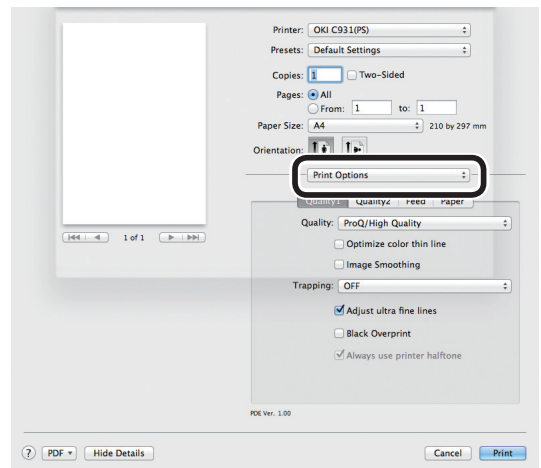 Printer: OKI C931(PS)
Presets: Default Settings
Copies: 1 Two-Sided
Pages: All
From: 1 to: 1
Paper Size: A4 210 by 297 mm
Orientation:
Print Options
Quality1 Quality2 Feed Paper
Quality: ProQ/High Quality
1 of 1
Optimize color thin line
Image Smoothing
Trapping: OFF
Adjust ultra fine lines
Black Overprint
Always use printer halftone
PDE Ver. 1.00
? PDF Hide Details Cancel Print